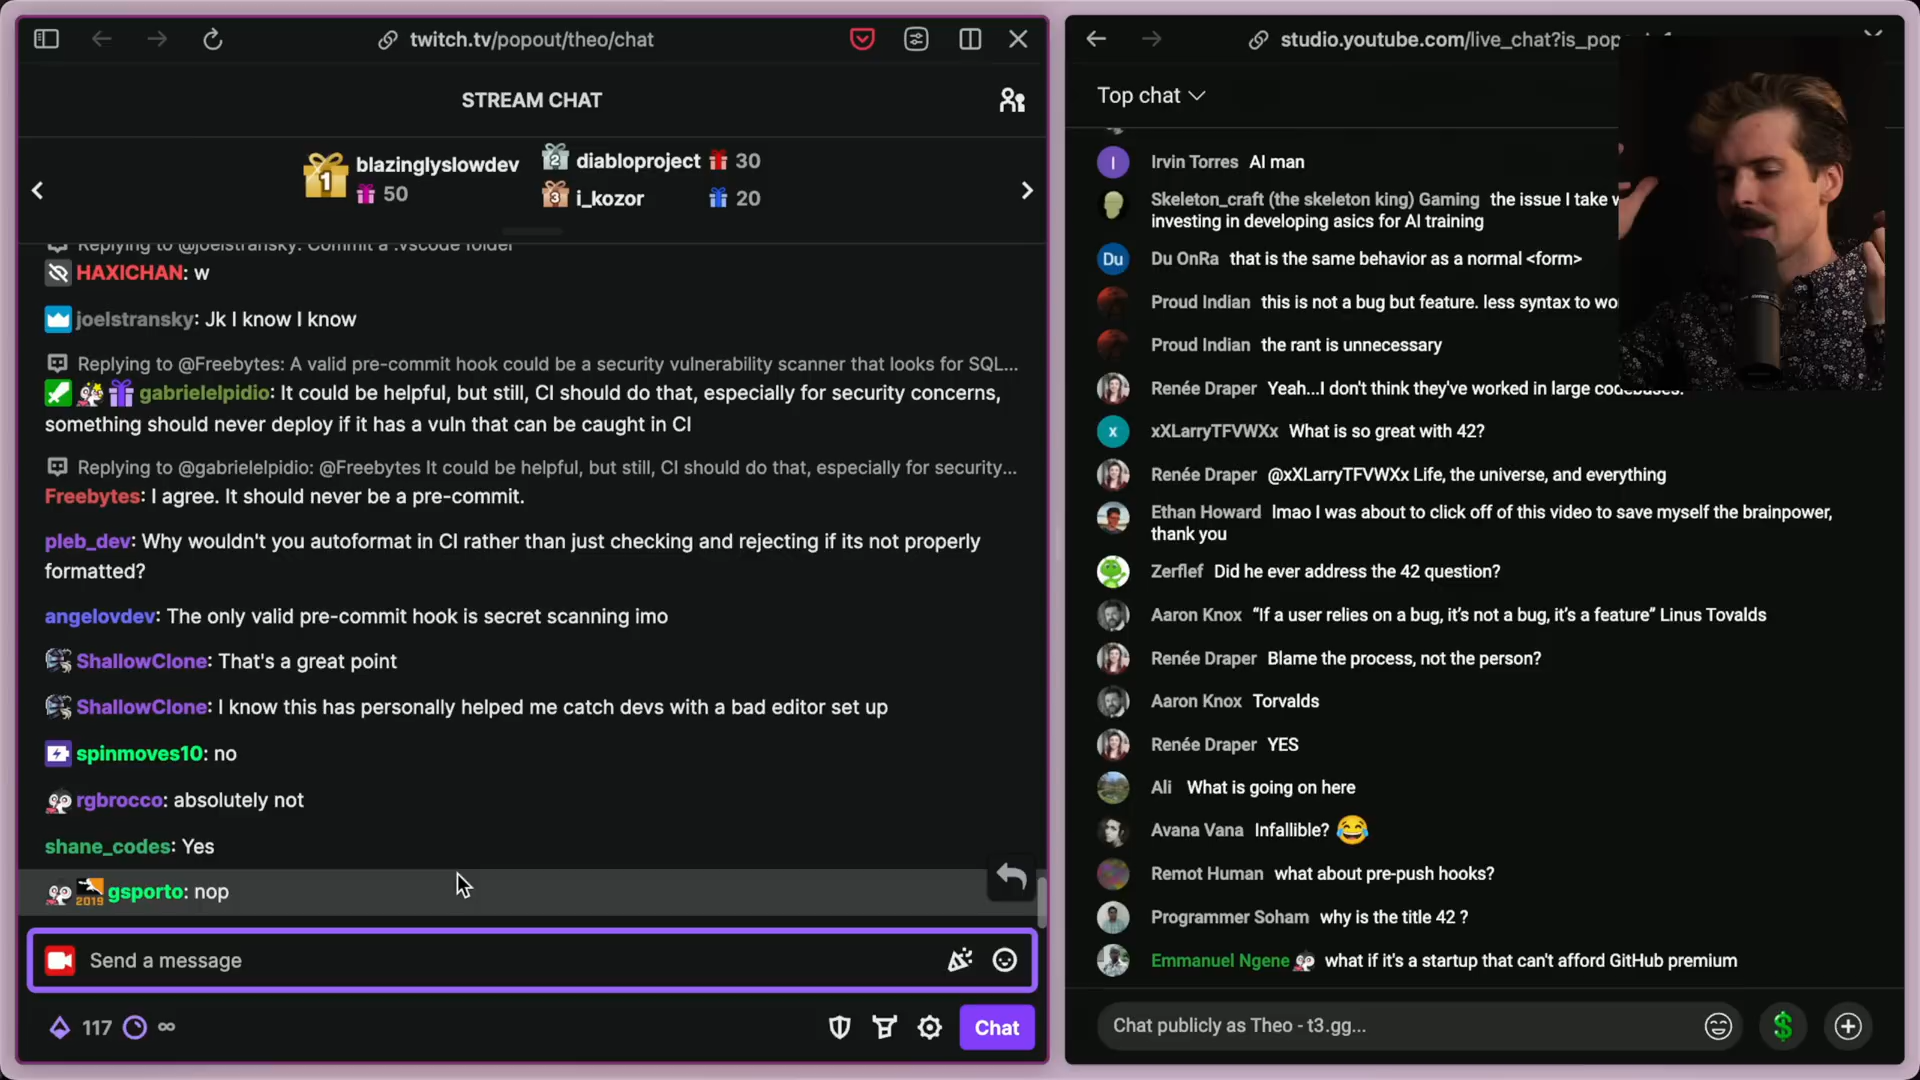 twitch.tv/popout/theo/chat
STREAM CHAT
1 blazinglyslowdev
50
2 diabloproject 30
3 i_kozor 20
Replying to @joelstransky: Commit a .vscode folder
HAXICHAN: w
joelstransky: Jk I know I know
Replying to @Freebytes: A valid pre-commit hook could be a security vulnerability scanner that looks for SQL...
gabrielelpidio: It could be helpful, but still, CI should do that, especially for security concerns,
something should never deploy if it has a vuln that can be caught in CI
Replying to @gabrielelpidio: @Freebytes It could be helpful, but still, CI should do that, especially for security...
Freebytes: I agree. It should never be a pre-commit.
pleb_dev: Why wouldn't you autoformat in CI rather than just checking and rejecting if its not properly
formatted?
angelovdev: The only valid pre-commit hook is secret scanning imo
ShallowClone: That's a great point
ShallowClone: I know this has personally helped me catch devs with a bad editor set up
spinmoves10: no
rgbrocco: absolutely not
shane_codes: Yes
2019 gsporto: nop
Send a message
117 ∞
Chat
studio.youtube.com/live_chat?is_pop
Top chat
I Irvin Torres AI man
Skeleton_craft (the skeleton king) Gaming the issue I take
investing in developing asics for AI training
Du Du OnRa that is the same behavior as a normal <form>
Proud Indian this is not a bug but feature. less syntax to
Proud Indian the rant is unnecessary
Renée Draper Yeah...I don't think they've worked in large codebases.
x xXLarryTFVWXx What is so great with 42?
Renée Draper @xXLarryTFVWXx Life, the universe, and everything
Ethan Howard lmao I was about to click off of this video to save myself the brainpower,
thank you
Zerflef Did he ever address the 42 question?
Aaron Knox “If a user relies on a bug, it’s not a bug, it’s a feature” Linus Tovalds
Renée Draper Blame the process, not the person?
Aaron Knox Torvalds
Renée Draper YES
Ali What is going on here
Avana Vana Infallible? 😂
Remot Human what about pre-push hooks?
Programmer Soham why is the title 42 ?
Emmanuel Ngene what if it's a startup that can't afford GitHub premium
Chat publicly as Theo - t3.gg...
$